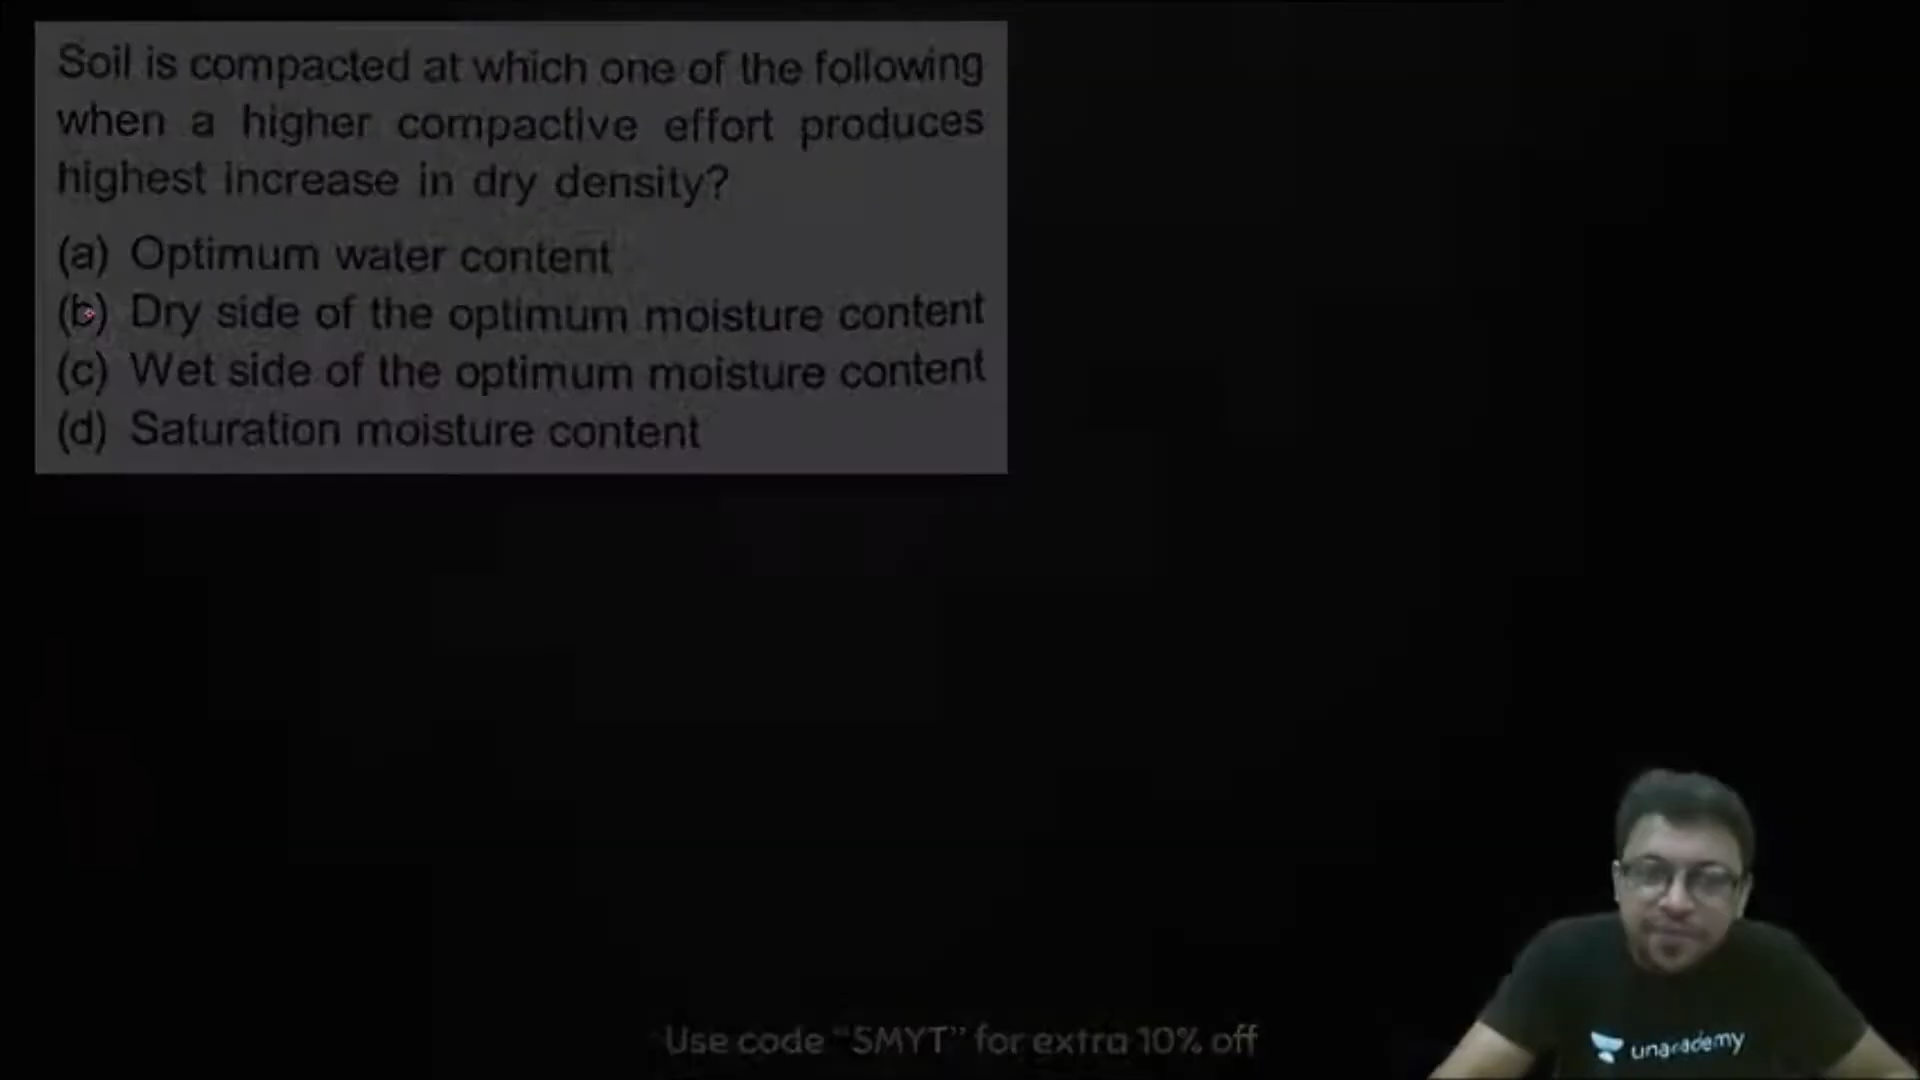 Soil is compacted at which one of the following
when a higher compactive effort produces
highest increase in dry density?
(a) Optimum water content
(b) Dry side of the optimum moisture content
(c) Wet side of the optimum moisture content
(d) Saturation moisture content
Use code "SMYT" for extra 10% off
unacademy